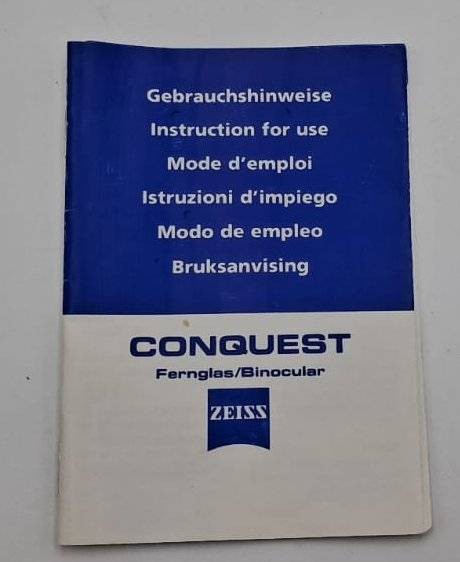 Gebrauchshinweise
Instruction for use
Mode d'emploi
Istruzioni d'impiego
Modo de empleo
Bruksanvising
CONQUEST
Fernglas/Binocular
ZEISS